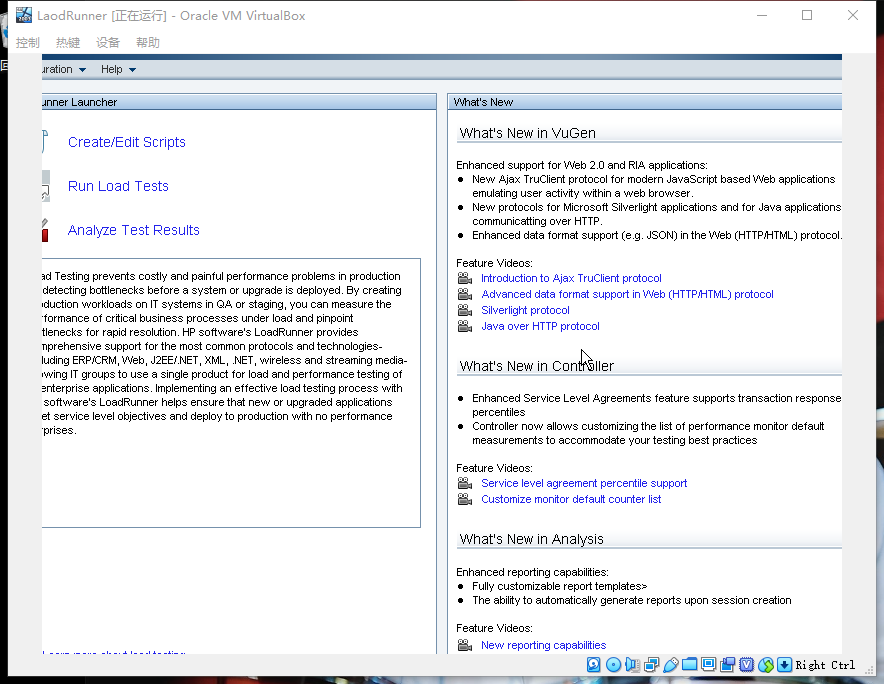 LaodRunner [正在运行] - Oracle VM VirtualBox
控制 热键 设备 帮助
uration Help
unner Launcher
Create/Edit Scripts
Run Load Tests
Analyze Test Results
ad Testing prevents costly and painful performance problems in production
detecting bottlenecks before a system or upgrade is deployed. By creating
duction workloads on IT systems in QA or staging, you can measure the
rformance of critical business processes under load and pinpoint
ttlenecks for rapid resolution. HP software's LoadRunner provides
mprehensive support for the most common protocols and technologies-
luding ERP/CRM, Web, J2EE/.NET, XML, .NET, wireless and streaming media-
owing IT groups to use a single product for load and performance testing of
enterprise applications. Implementing an effective load testing process with
software's LoadRunner helps ensure that new or upgraded applications
et service level objectives and deploy to production with no performance
rprises.
What's New
What's New in VuGen
Enhanced support for Web 2.0 and RIA applications:
• New Ajax TruClient protocol for modern JavaScript based Web applications
emulating user activity within a web browser.
• New protocols for Microsoft Silverlight applications and for Java applications
communicatting over HTTP.
• Enhanced data format support (e.g. JSON) in the Web (HTTP/HTML) protocol.
Feature Videos:
Introduction to Ajax TruClient protocol
Advanced data format support in Web (HTTP/HTML) protocol
Silverlight protocol
Java over HTTP protocol
What's New in Controller
• Enhanced Service Level Agreements feature supports transaction response
percentiles
• Controller now allows customizing the list of performance monitor default
measurements to accommodate your testing best practices
Feature Videos:
Service level agreement percentile support
Customize monitor default counter list
What's New in Analysis
Enhanced reporting capabilities:
• Fully customizable report templates>
• The ability to automatically generate reports upon session creation
Feature Videos:
New reporting capabilities
Right Ctrl